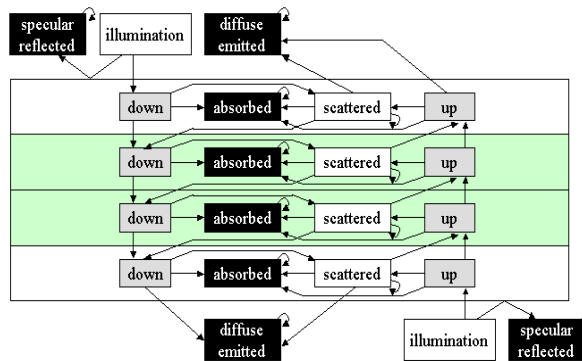 specular
reflected
illumination
diffuse
emitted
down
absorbed
scattered
up
down
absorbed
scattered
up
down
absorbed
scattered
up
down
absorbed
scattered
up
diffuse
emitted
illumination
specular
reflected